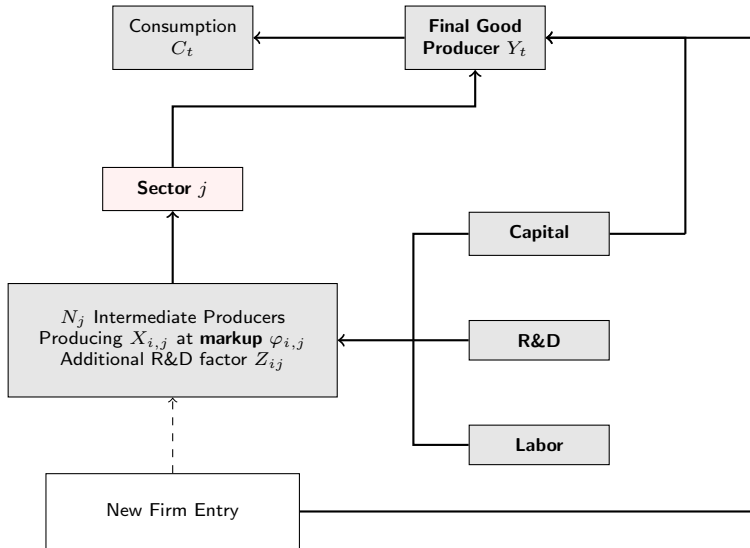 Consumption
C_t
Final Good
Producer Y_t
Sector j
Capital
N_j Intermediate Producers
Producing X_{i,j} at markup φ_{i,j}
Additional R&D factor Z_{ij}
R&D
Labor
New Firm Entry